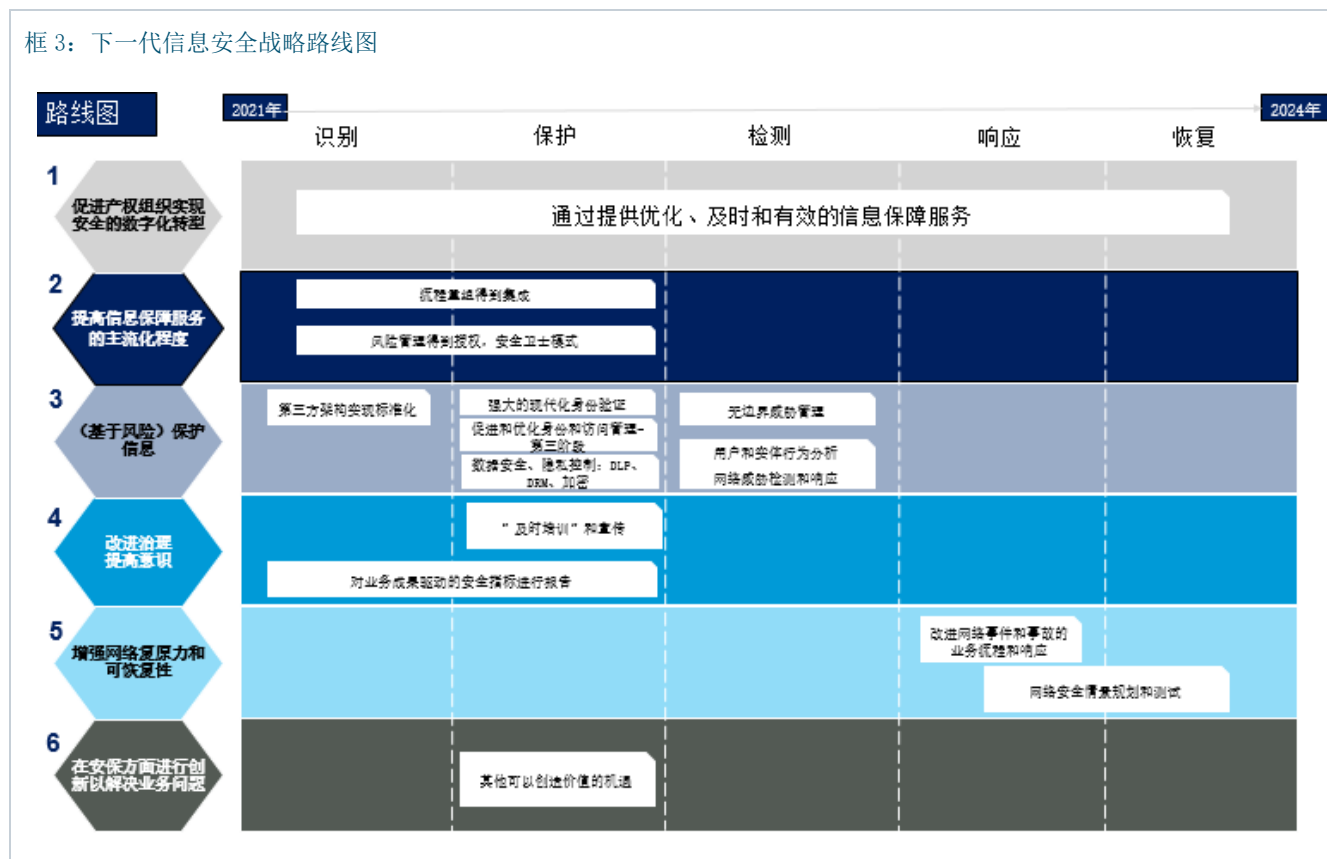 框 3：下一代信息安全战略路线图
路线图
2021年
2024年
识别
保护
检测
响应
恢复
1
促进产权组织实现
安全的数字化转型
通过提供优化、及时和有效的信息保障服务
2
提高信息保障服务
的主流化程度
流程重组得到集成
风险管理得到授权，安全卫士模式
3
（基于风险）保护
信息
第三方架构实现标准化
强大的现代化身份验证
促进和优化身份和访问管理-
第三阶段
数据安全、隐私控制：DLP、
DRM、加密
无边界威胁管理
用户和实体行为分析
网络威胁检测和响应
4
改进治理
提高意识
”及时培训”和宣传
对业务成果驱动的安全指标进行报告
5
增强网络复原力和
可恢复性
改进网络事件和事故的
业务流程和响应
网络安全情景规划和测试
6
在安保方面进行创
新以解决业务问题
其他可以创造价值的机遇